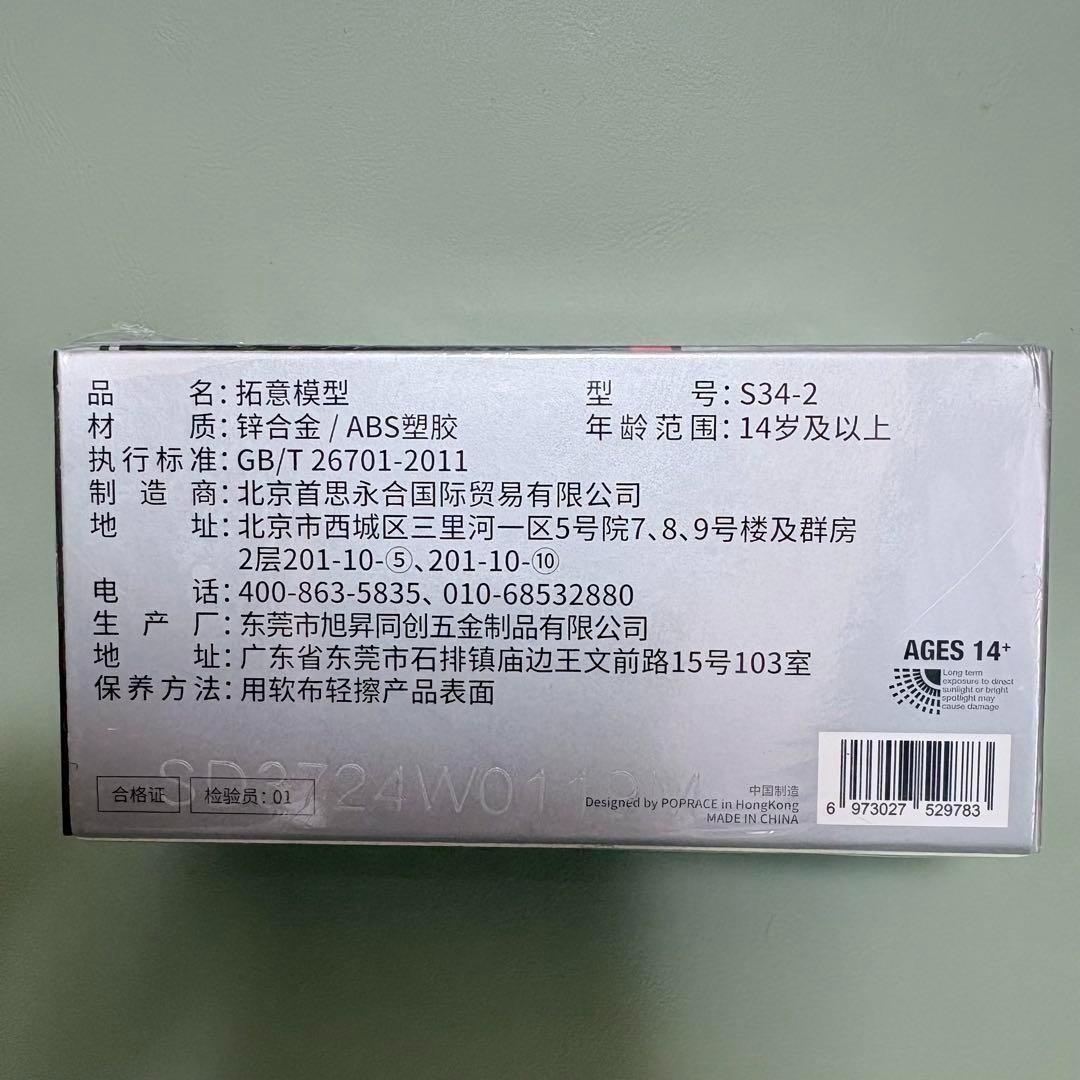 品名：拓意模型 型号：S34-2
材质：锌合金 / ABS塑胶 年龄范围：14岁及以上
执行标准：GB/T 26701-2011
制造商：北京首思永合国际贸易有限公司
地址：北京市西城区三里河一区5号院7、8、9号楼及群房
2层201-10-⑤、201-10-⑩
电话：400-863-5835、010-68532880
生产厂：东莞市旭昇同创五金制品有限公司
地址：广东省东莞市石排镇庙边王文前路15号103室
保养方法：用软布轻擦产品表面
AGES 14+
Long term
exposure to direct
sunlight or bright
spotlight may
cause damage
合格证 检验员：01
中国制造
Designed by POPRACE in HongKong
MADE IN CHINA
6 973027 529783